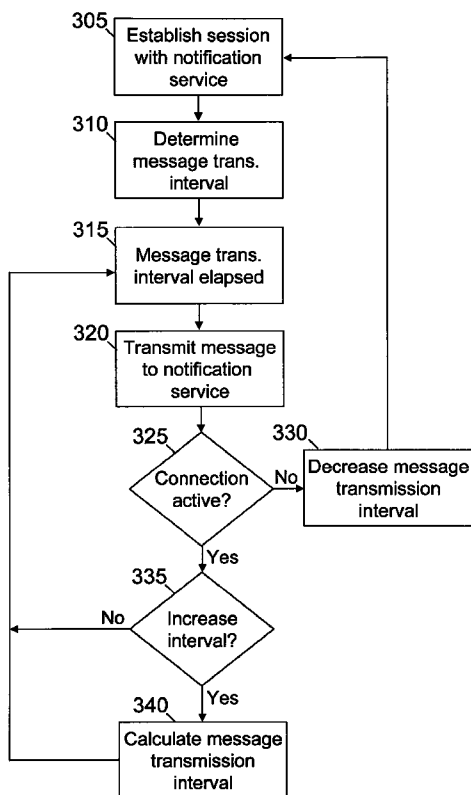 305
Establish session
with notification
service
310
Determine
message trans.
interval
315
Message trans.
interval elapsed
320
Transmit message
to notification
service
325
Connection
active?
No
330
Decrease message
transmission
interval
Yes
335
Increase
interval?
No
Yes
340
Calculate message
transmission
interval